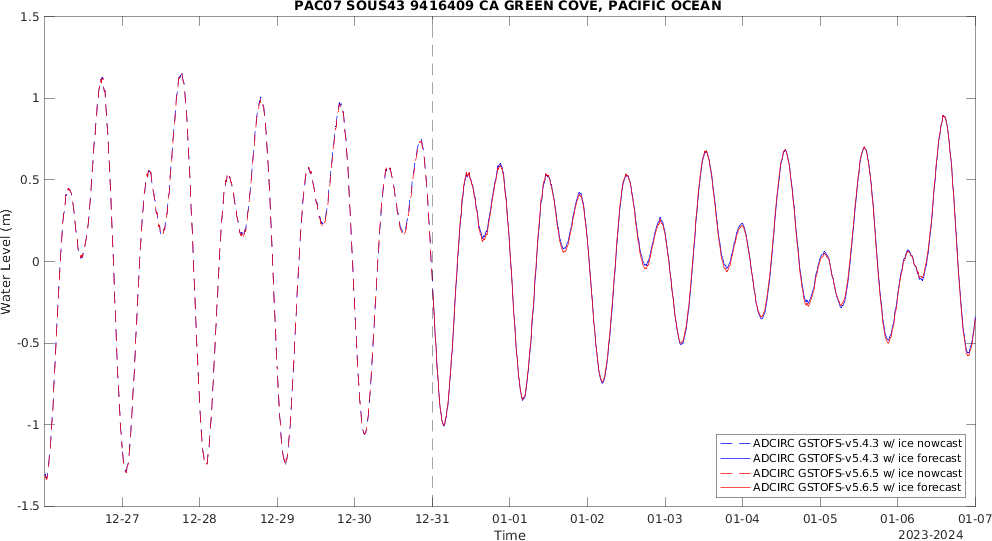 PAC07 SOUS43 9416409 CA GREEN COVE, PACIFIC OCEAN
1.5
1
0.5
0
-0.5
-1
-1.5
Water Level (m)
ADCIRC GSTOFS-v5.4.3 w/ ice nowcast
ADCIRC GSTOFS-v5.4.3 w/ ice forecast
ADCIRC GSTOFS-v5.6.5 w/ ice nowcast
ADCIRC GSTOFS-v5.6.5 w/ ice forecast
12-27 12-28 12-29 12-30 12-31 01-01 01-02 01-03 01-04 01-05 01-06 01-07
Time
2023-2024